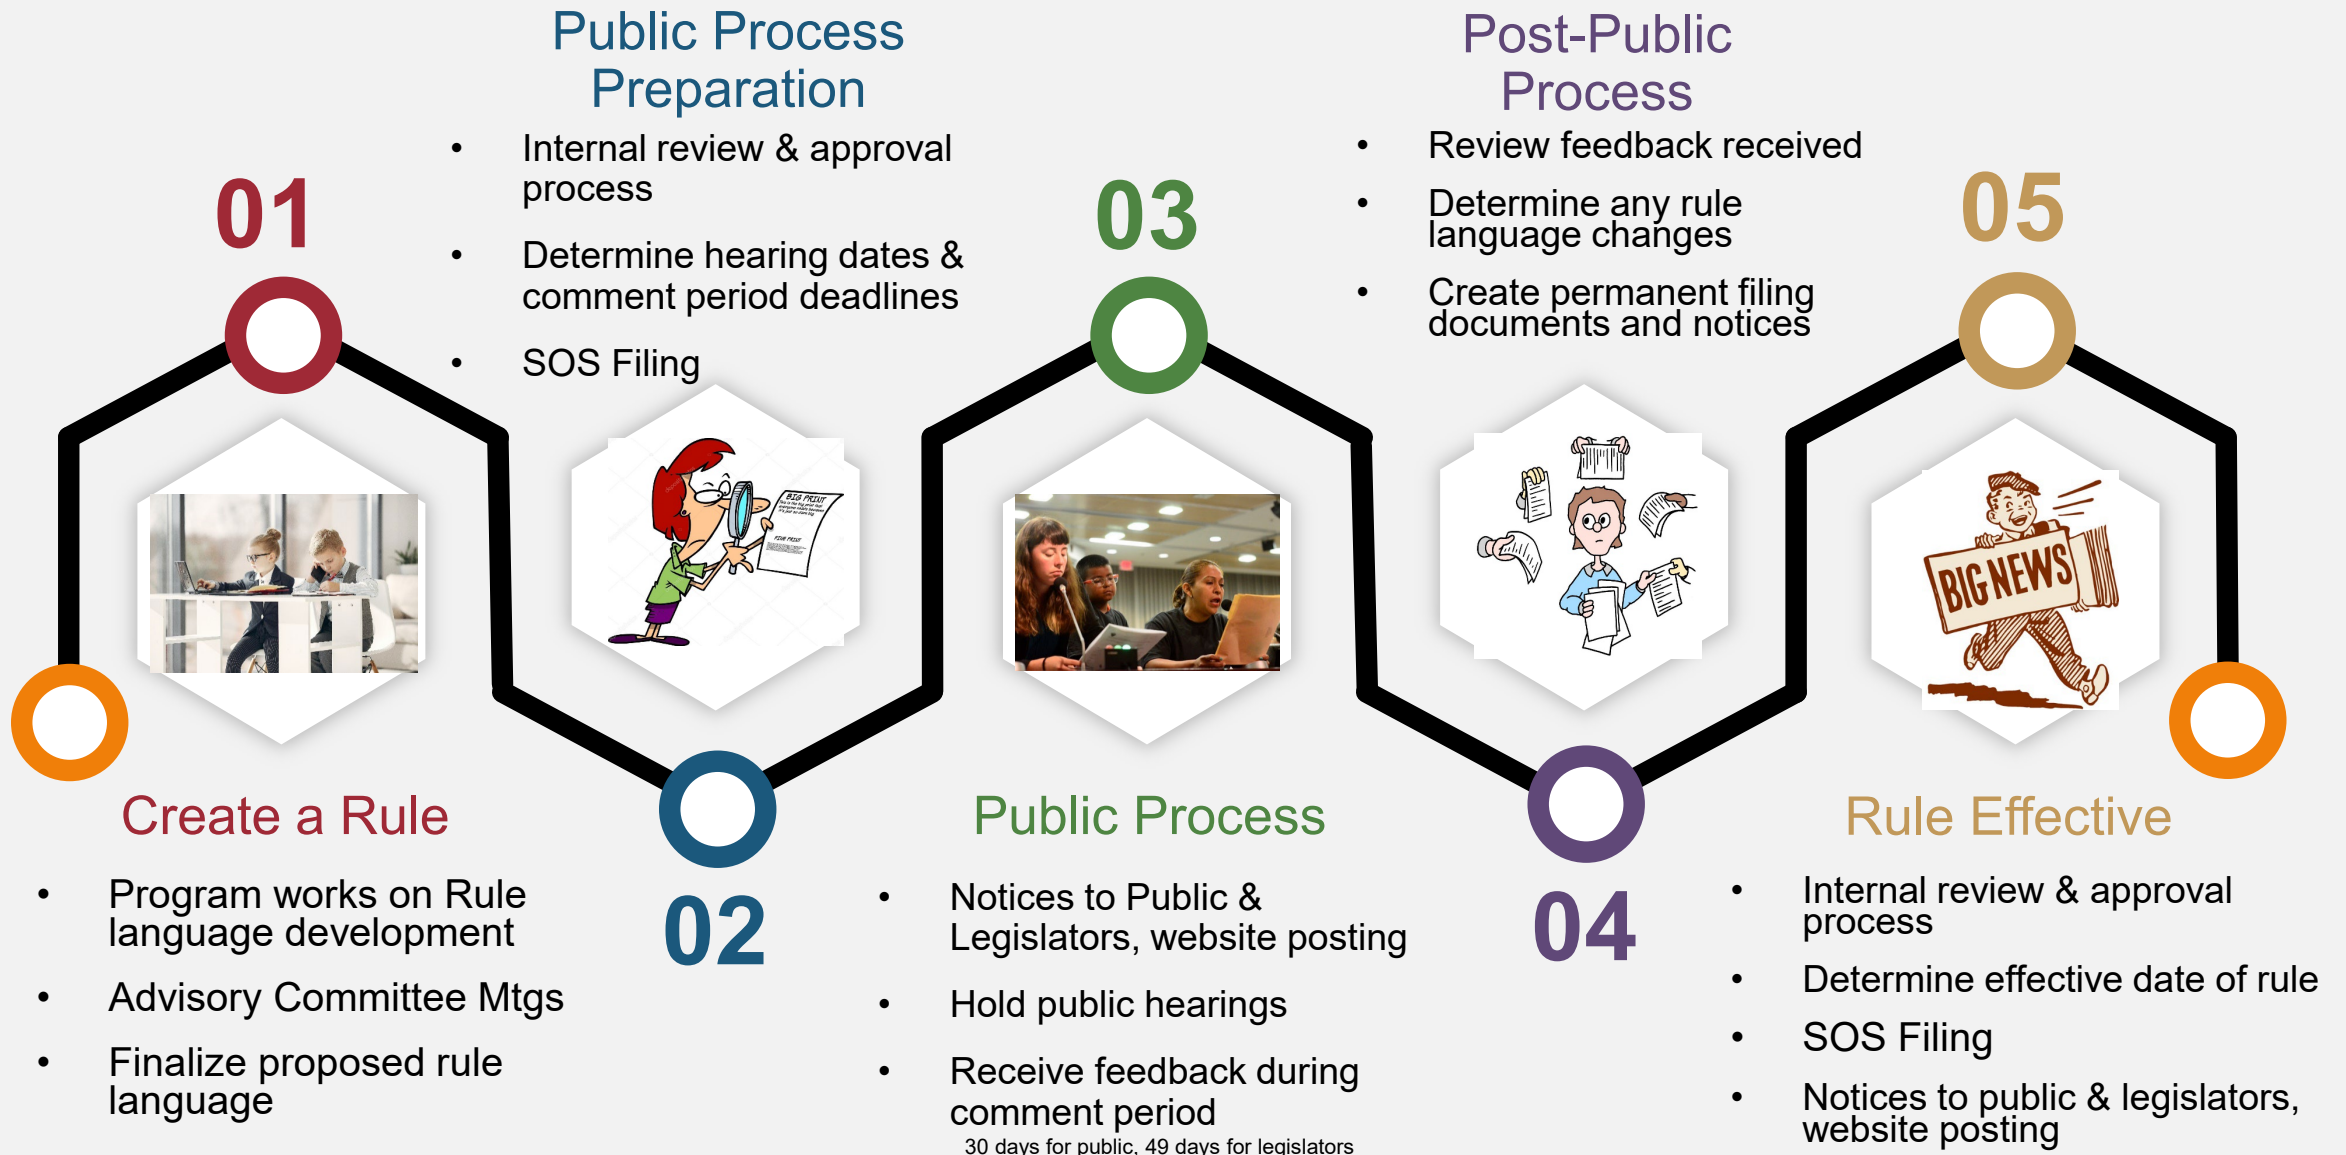 01
Create a Rule
• Program works on Rule
language development
• Advisory Committee Mtgs
• Finalize proposed rule
language
Public Process
Preparation
• Internal review & approval
process
• Determine hearing dates &
comment period deadlines
• SOS Filing
BIG PRINT
FINE PRINT
02
03
Public Process
• Notices to Public &
Legislators, website posting
• Hold public hearings
• Receive feedback during
comment period
30 days for public, 49 days for legislators
Post-Public
Process
• Review feedback received
• Determine any rule
language changes
• Create permanent filing
documents and notices
04
05
BIG NEWS
Rule Effective
• Internal review & approval
process
• Determine effective date of rule
• SOS Filing
• Notices to public & legislators,
website posting